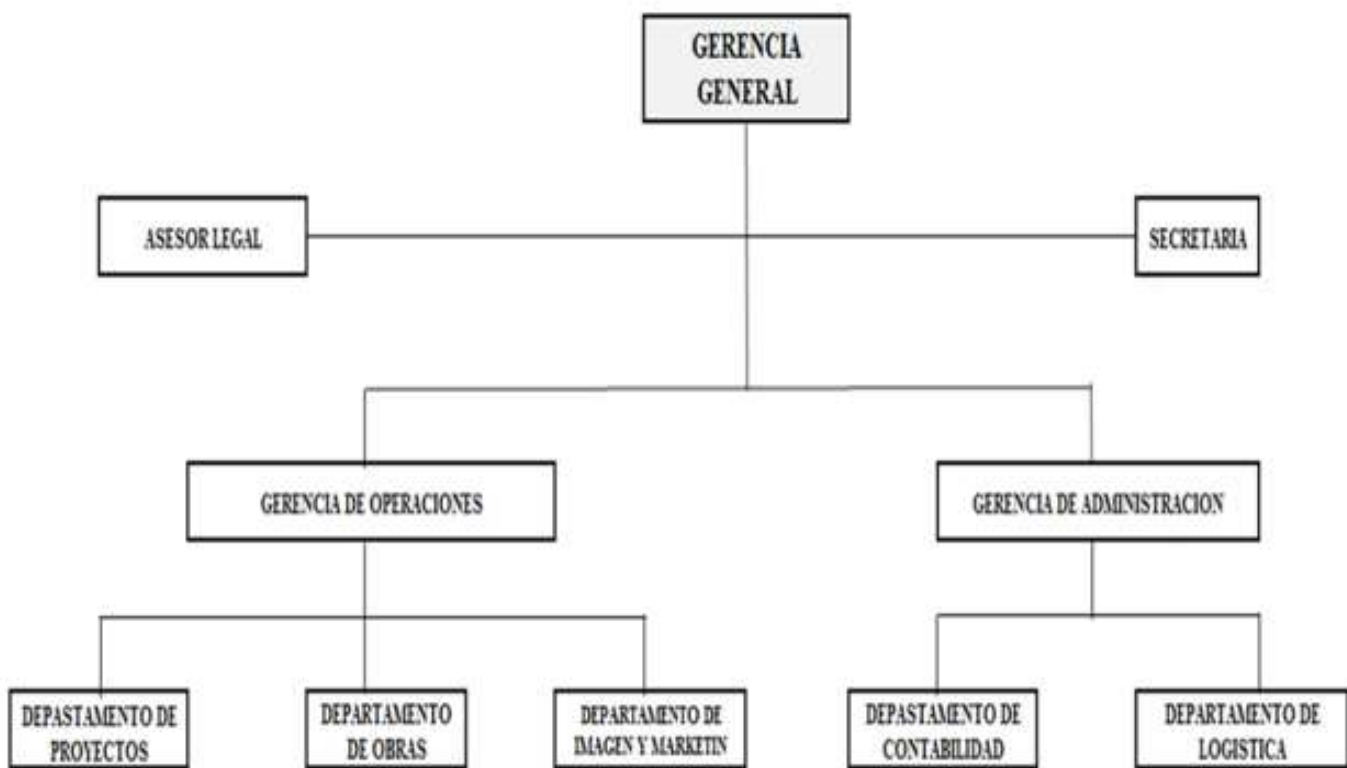 GERENCIA
GENERAL
ASESOR LEGAL
SECRETARIA
GERENCIA DE OPERACIONES
GERENCIA DE ADMINISTRACION
DEPASTAMENTO DE
PROYECTOS
DEPARTAMENTO
DE OBRAS
DEPARTAMENTO DE
IMAGEN Y MARKETIN
DEPASTAMENTO DE
CONTABILIDAD
DEPARTAMENTO DE
LOGISTICA